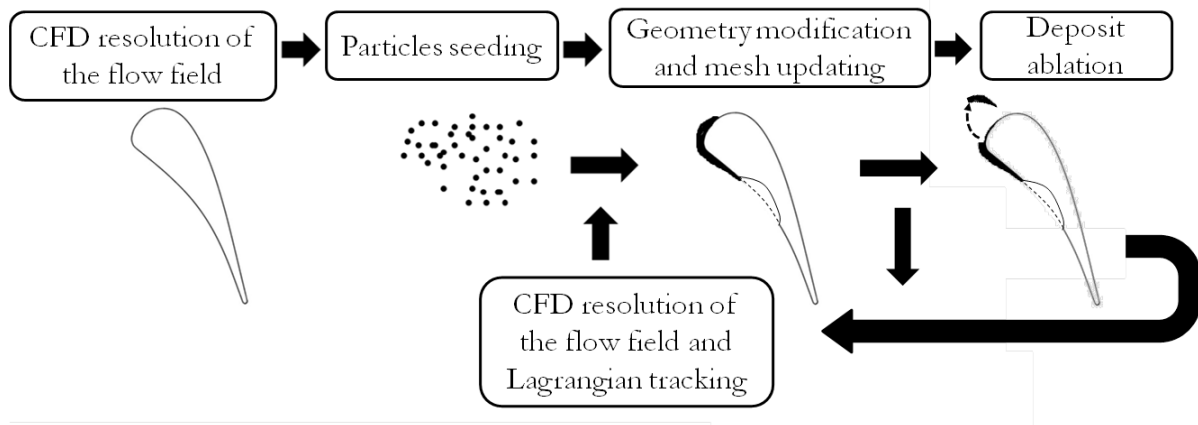 CFD resolution of
the flow field
Particles seeding
Geometry modification
and mesh updating
Deposit
ablation
CFD resolution of
the flow field and
Lagrangian tracking